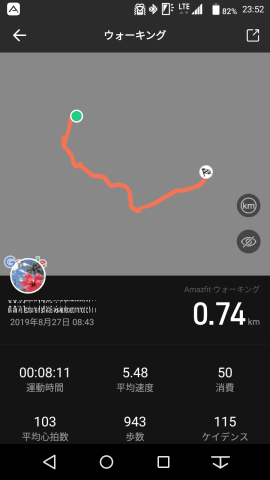 LTE 82% 23:52
ウォーキング
km
Amazfit ウォーキング
0.74 km
2019年8月27日 08:43
00:08:11 5.48 50
運動時間 平均速度 消費
103 943 115
平均心拍数 歩数 ケイデンス